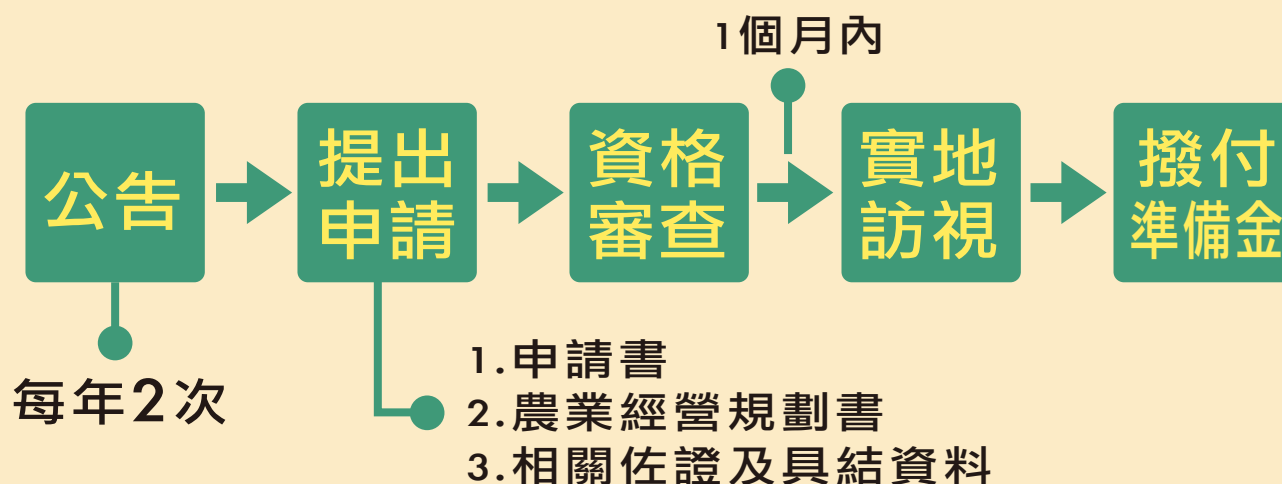 1個月內
公告
提出
申請
資格
審查
實地
訪視
撥付
準備金
每年2次
1.申請書
2.農業經營規劃書
3.相關佐證及具結資料